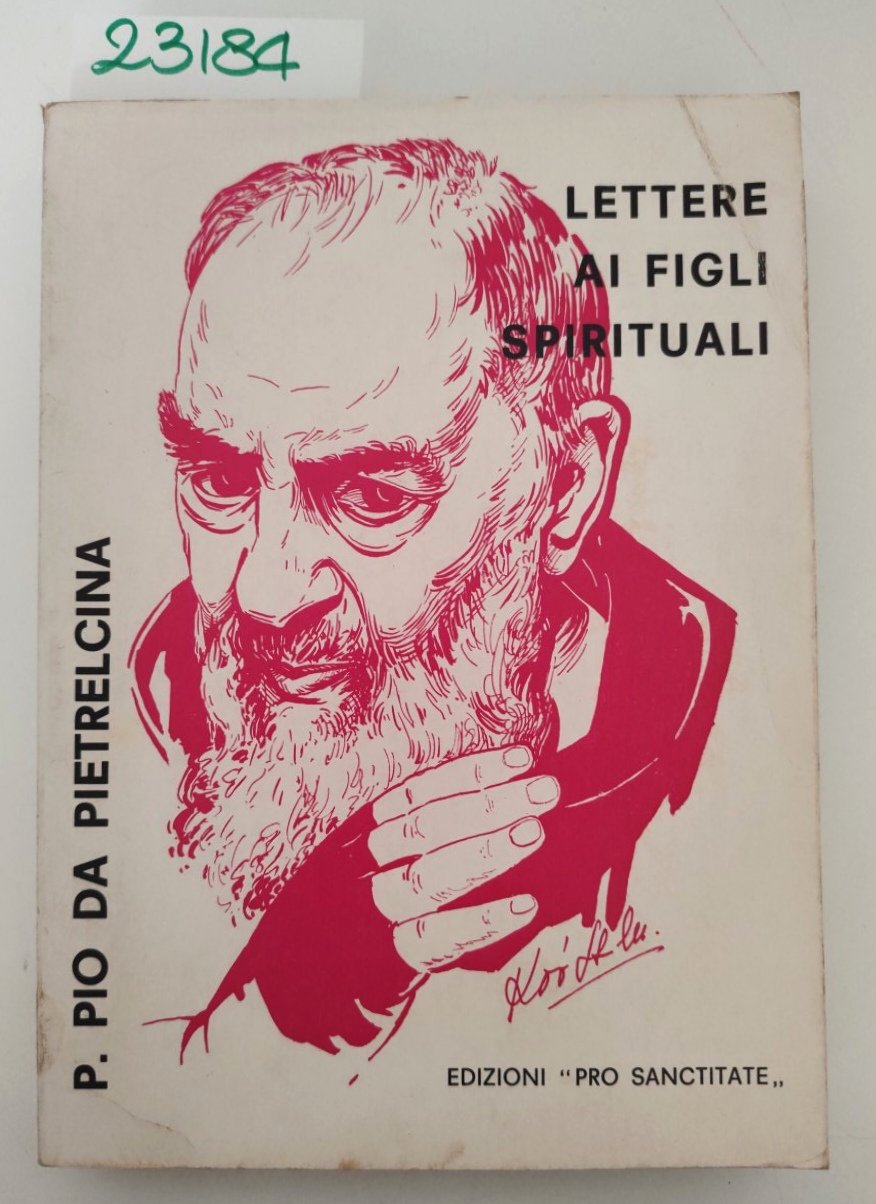 23184
LETTERE
AI FIGLI
SPIRITUALI
P. PIO DA PIETRELCINA
EDIZIONI “PRO SANCTITATE„